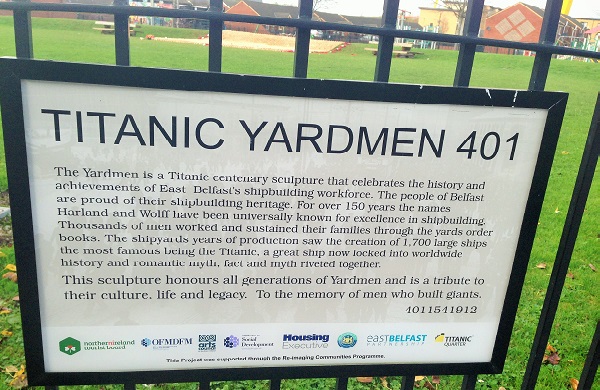 TITANIC YARDMEN 401
The Yardmen is a Titanic centenary sculpture that celebrates the history and
achievements of East Belfast's shipbuilding workforce. The people of Belfast
are proud of their shipbuilding heritage. For over 150 years the names
Harland and Wolff have been universally known for excellence in shipbuilding.
Thousands of men worked and sustained their families through the yards order
books. The shipyards years of production saw the creation of 1,700 large ships
the most famous being the Titanic, a great ship now locked into worldwide
history and romantic myth, fact and myth riveted together.
This sculpture honours all generations of Yardmen and is a tribute to
their culture, life and legacy. To the memory of men who built giants.
4011541912
northernireland
tourist board
OFMDFM
arts
Social
Development
Housing
Executive
eastBELFAST
PARTNERSHIP
TITANIC
QUARTER
This Project was supported through the Re-imaging Communities Programme.